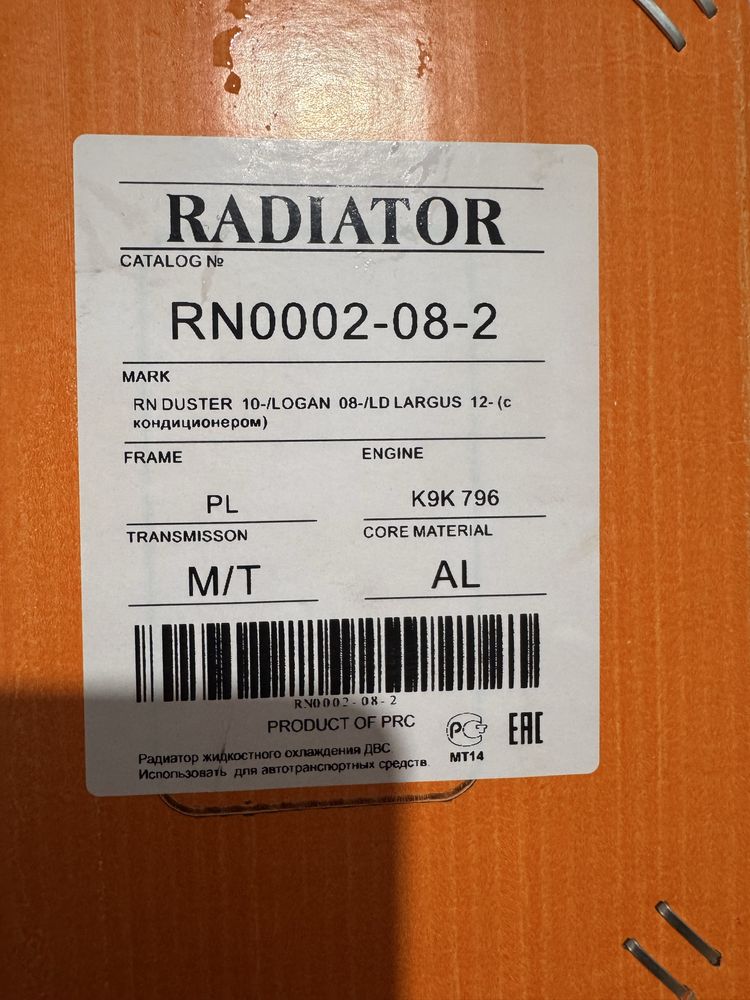 RADIATOR
CATALOG №
RN0002-08-2
MARK
RN DUSTER 10-/LOGAN 08-/LD LARGUS 12- (с
кондиционером)
FRAME
ENGINE
PL
K9K 796
TRANSMISSON
CORE MATERIAL
M/T
AL
RN0002-08-2
PRODUCT OF PRC
Радиатор жидкостного охлаждения ДВС.
Использовать для автотранспортных средств.
РСТ
МТ14
EAC